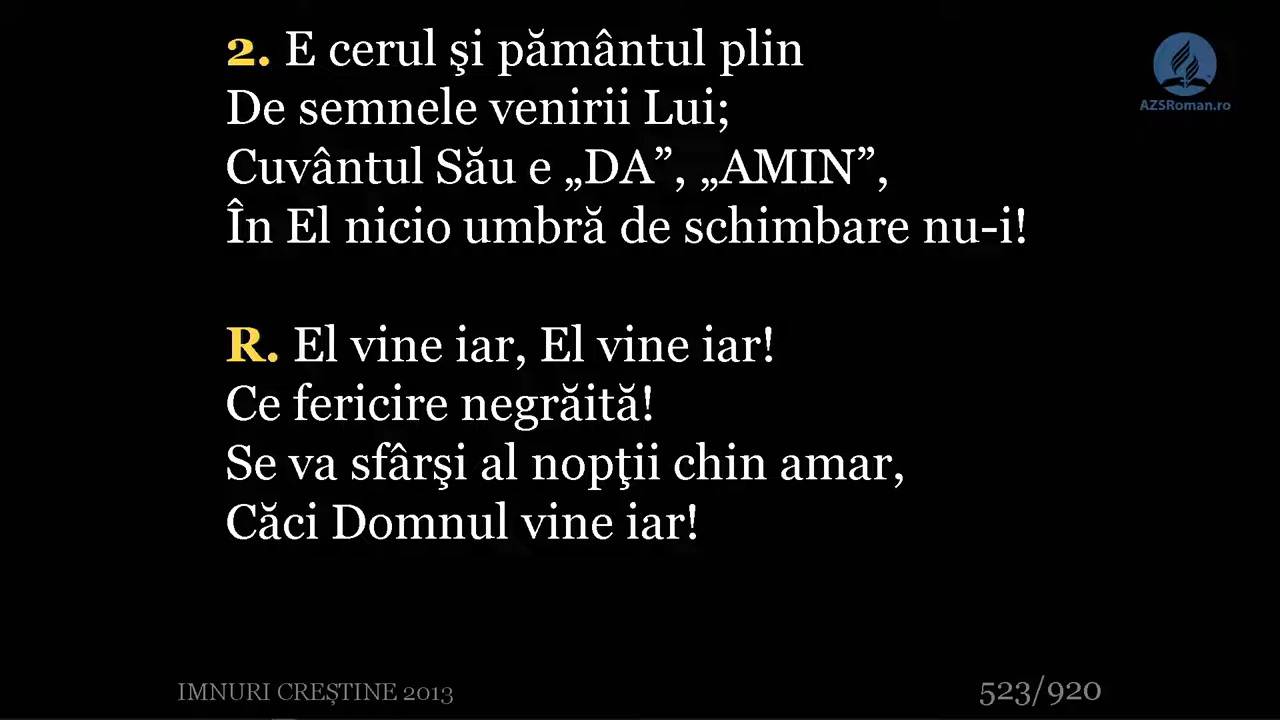 2. E cerul şi pământul plin
De semnele venirii Lui;
Cuvântul Său e „DA”, „AMIN”,
În El nicio umbră de schimbare nu-i!
R. El vine iar, El vine iar!
Ce fericire negrăită!
Se va sfârşi al nopţii chin amar,
Căci Domnul vine iar!
AZSRoman.ro
IMNURI CREȘTINE 2013
523/920